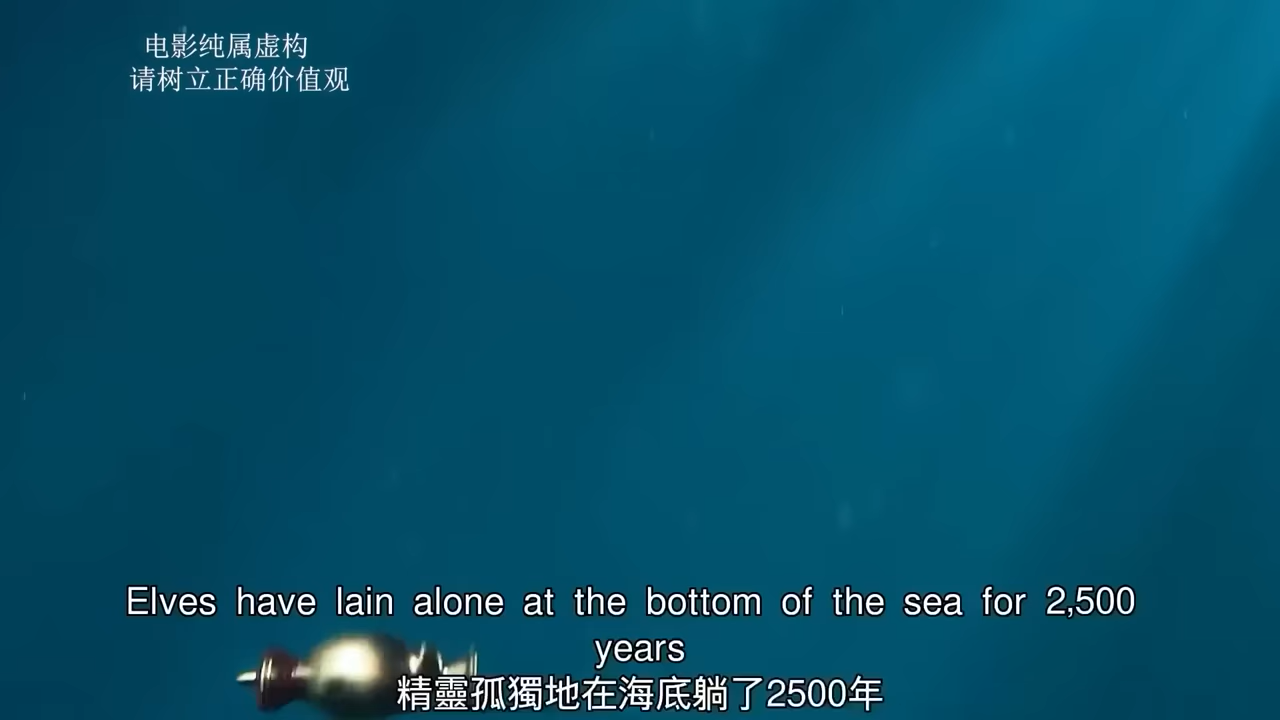 电影纯属虚构
请树立正确价值观
Elves have lain alone at the bottom of the sea for 2,500
years
精靈孤獨地在海底躺了2500年